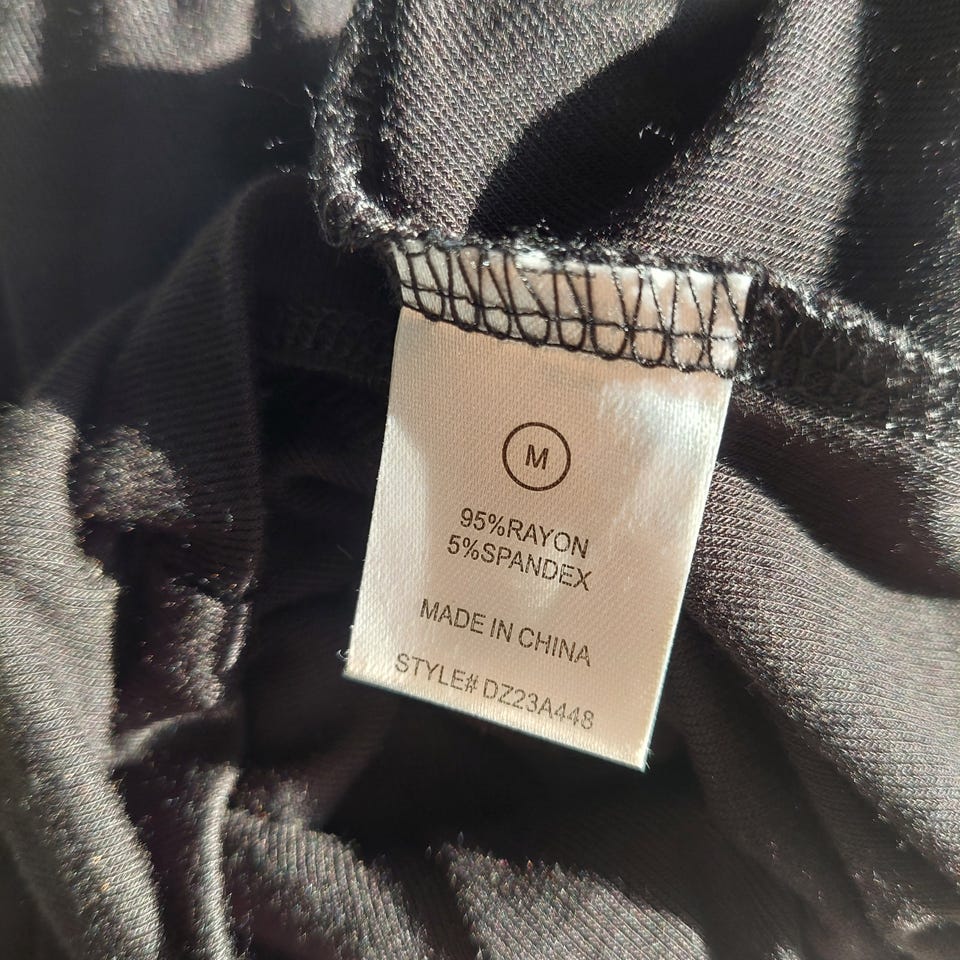 M
95%RAYON
5%SPANDEX
MADE IN CHINA
STYLE# DZ23A448